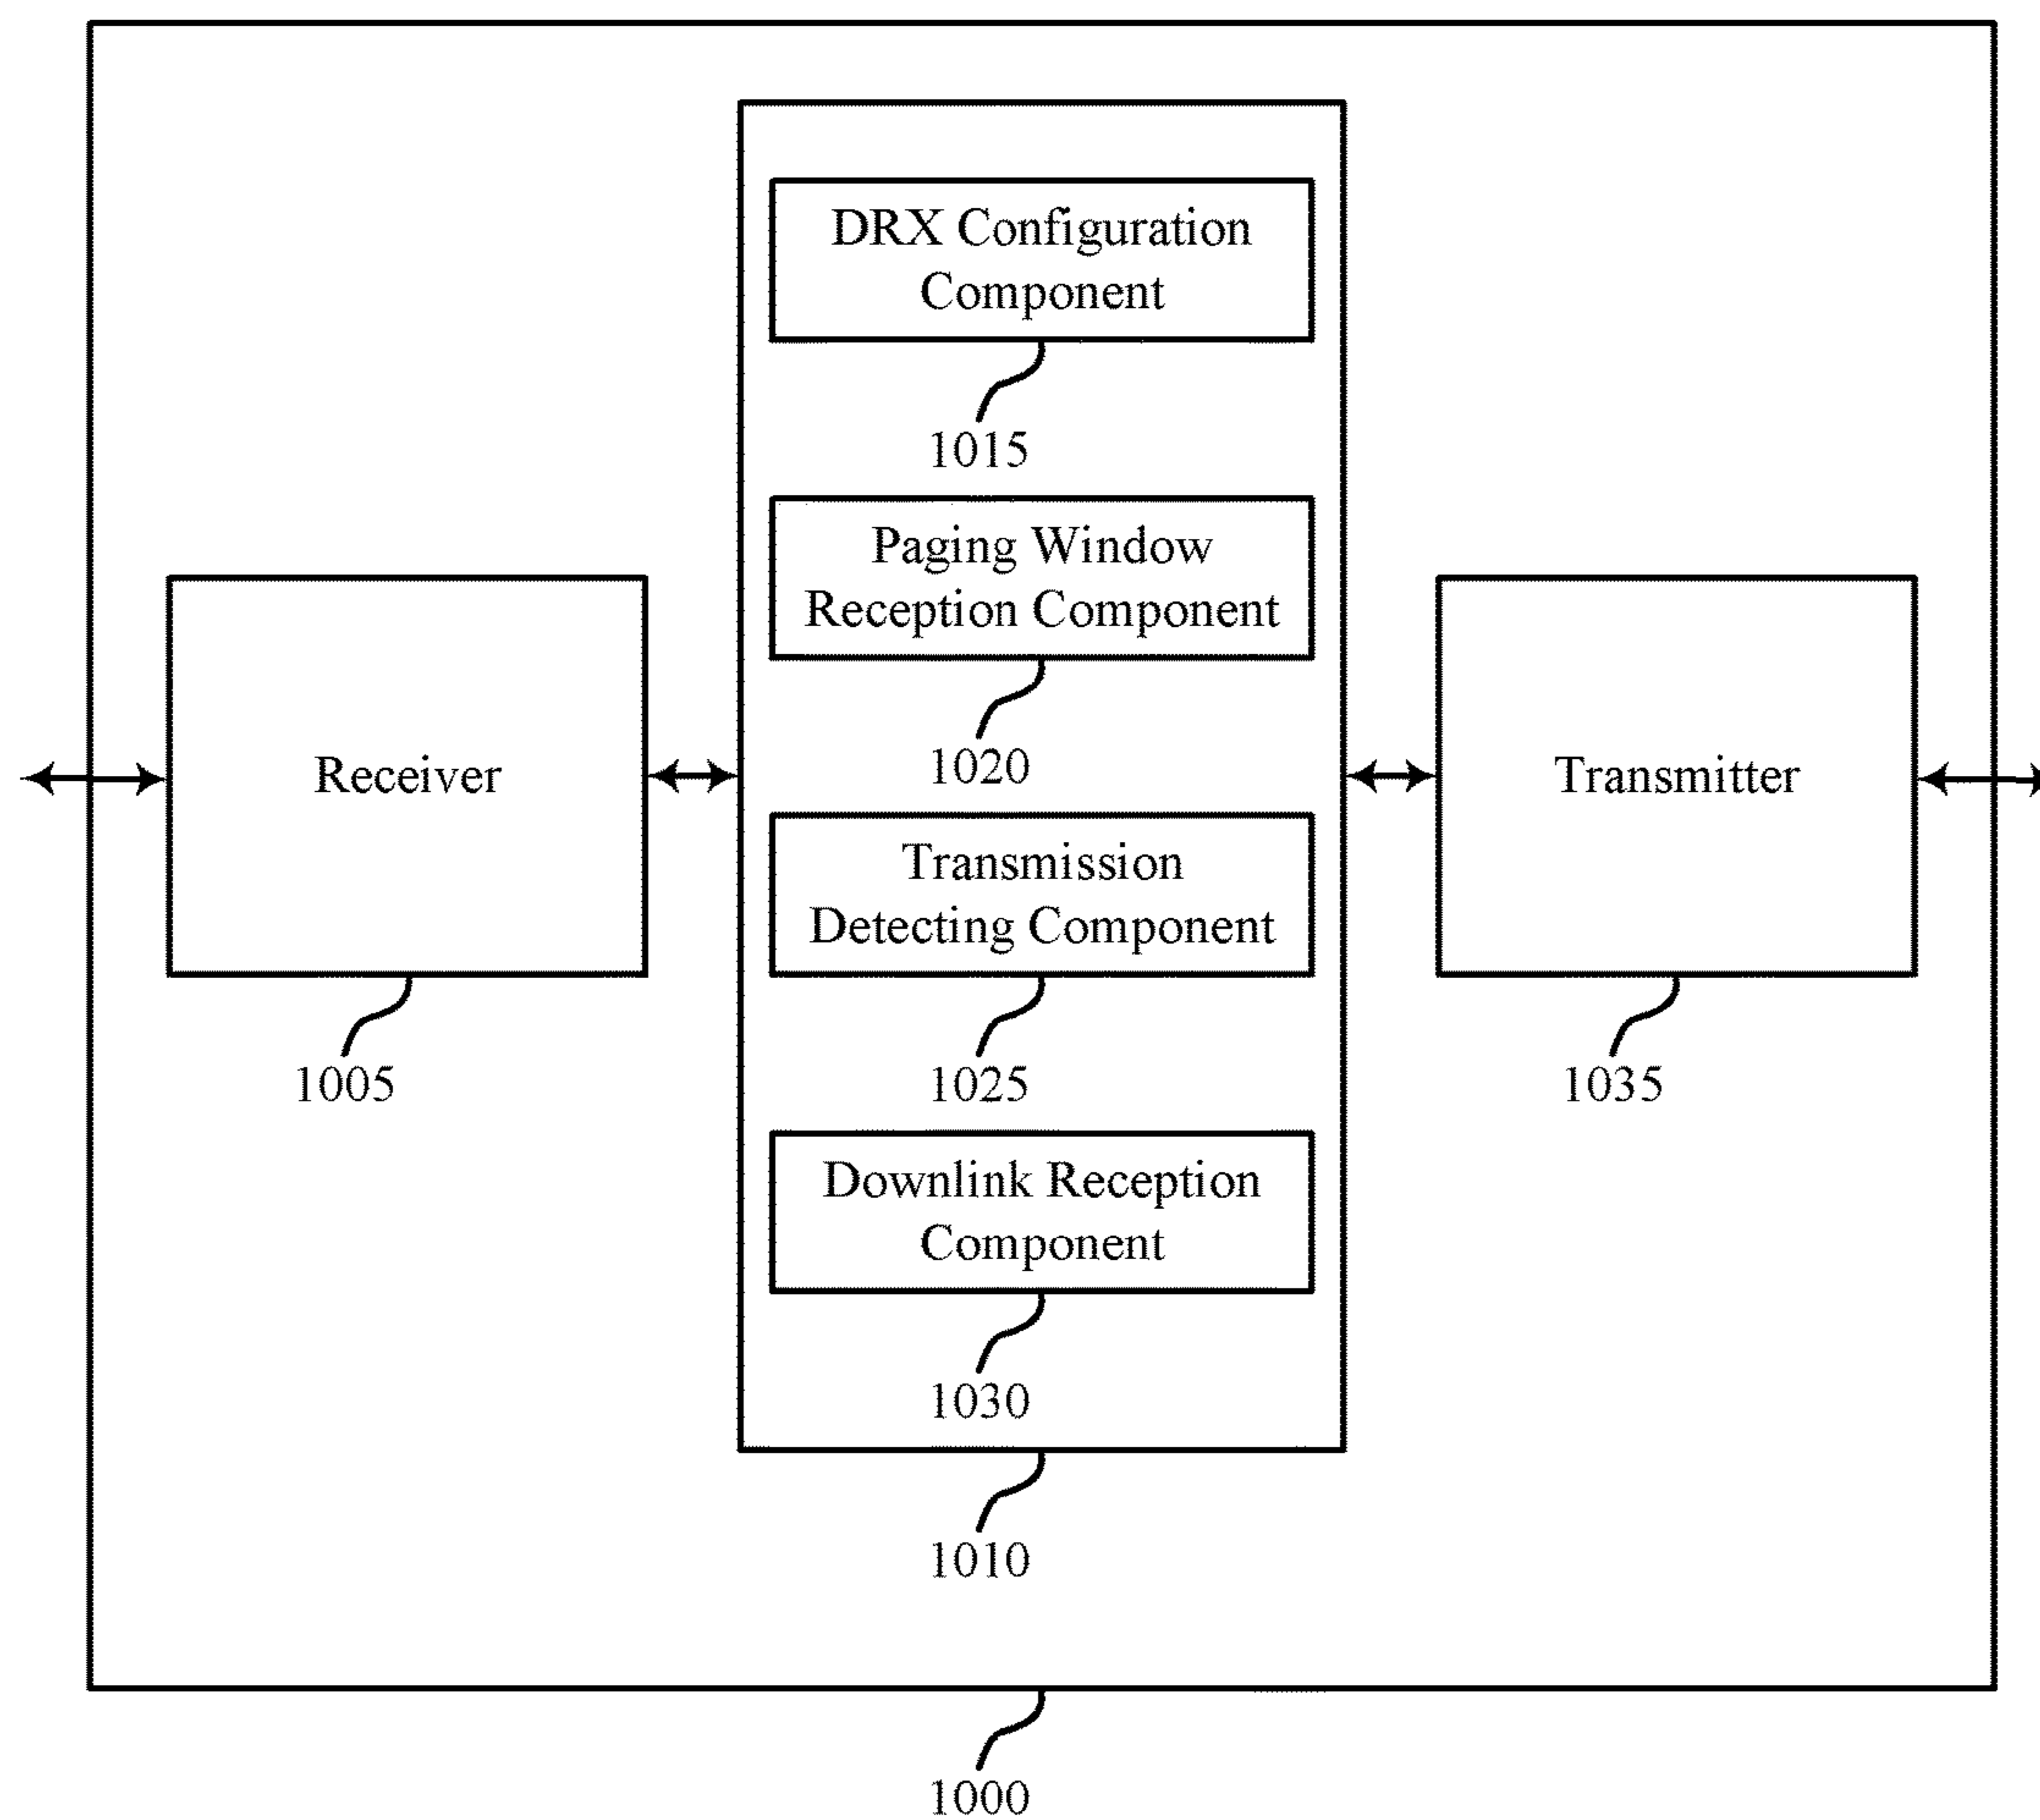 DRX Configuration
Component
1015
Paging Window
Reception Component
1020
Receiver
1005
Transmission
Detecting Component
1025
Transmitter
1035
Downlink Reception
Component
1030
1010
1000